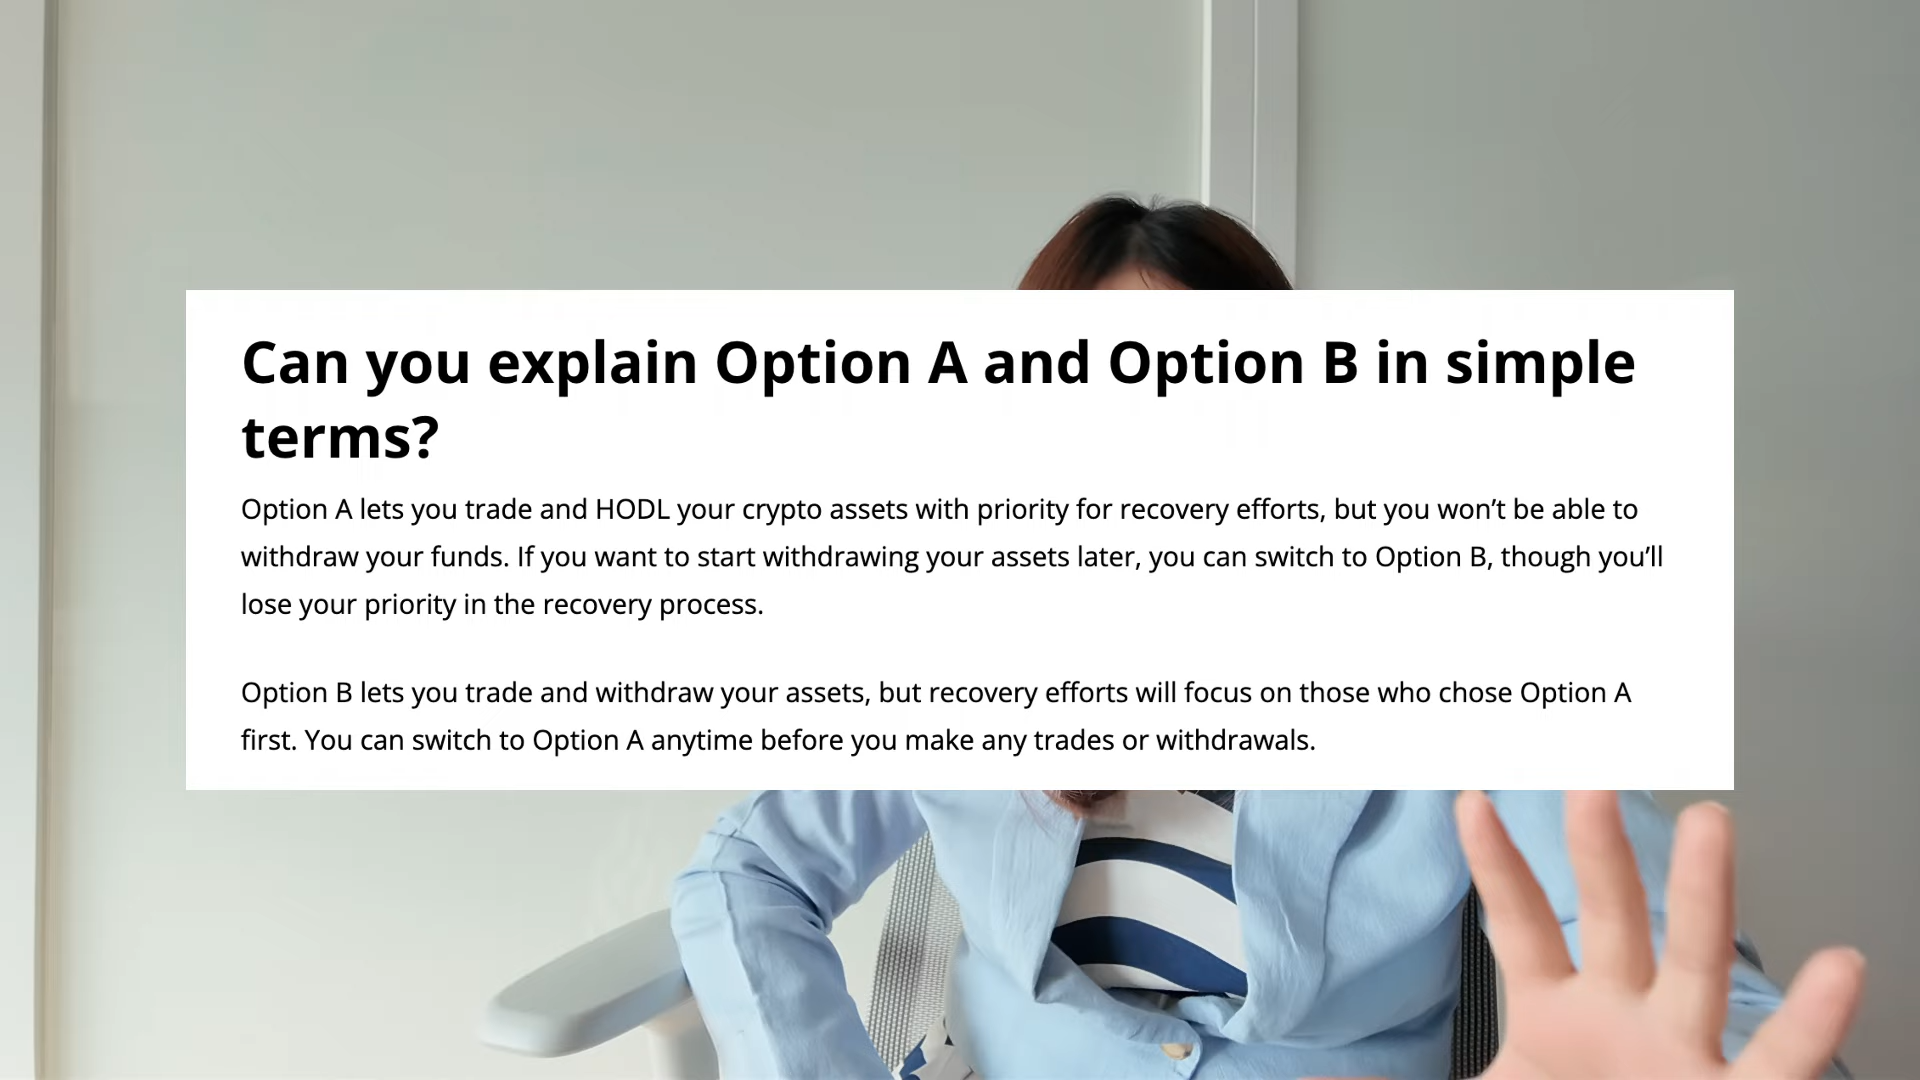 Can you explain Option A and Option B in simple
terms?
Option A lets you trade and HODL your crypto assets with priority for recovery efforts, but you won’t be able to
withdraw your funds. If you want to start withdrawing your assets later, you can switch to Option B, though you’ll
lose your priority in the recovery process.
Option B lets you trade and withdraw your assets, but recovery efforts will focus on those who chose Option A
first. You can switch to Option A anytime before you make any trades or withdrawals.